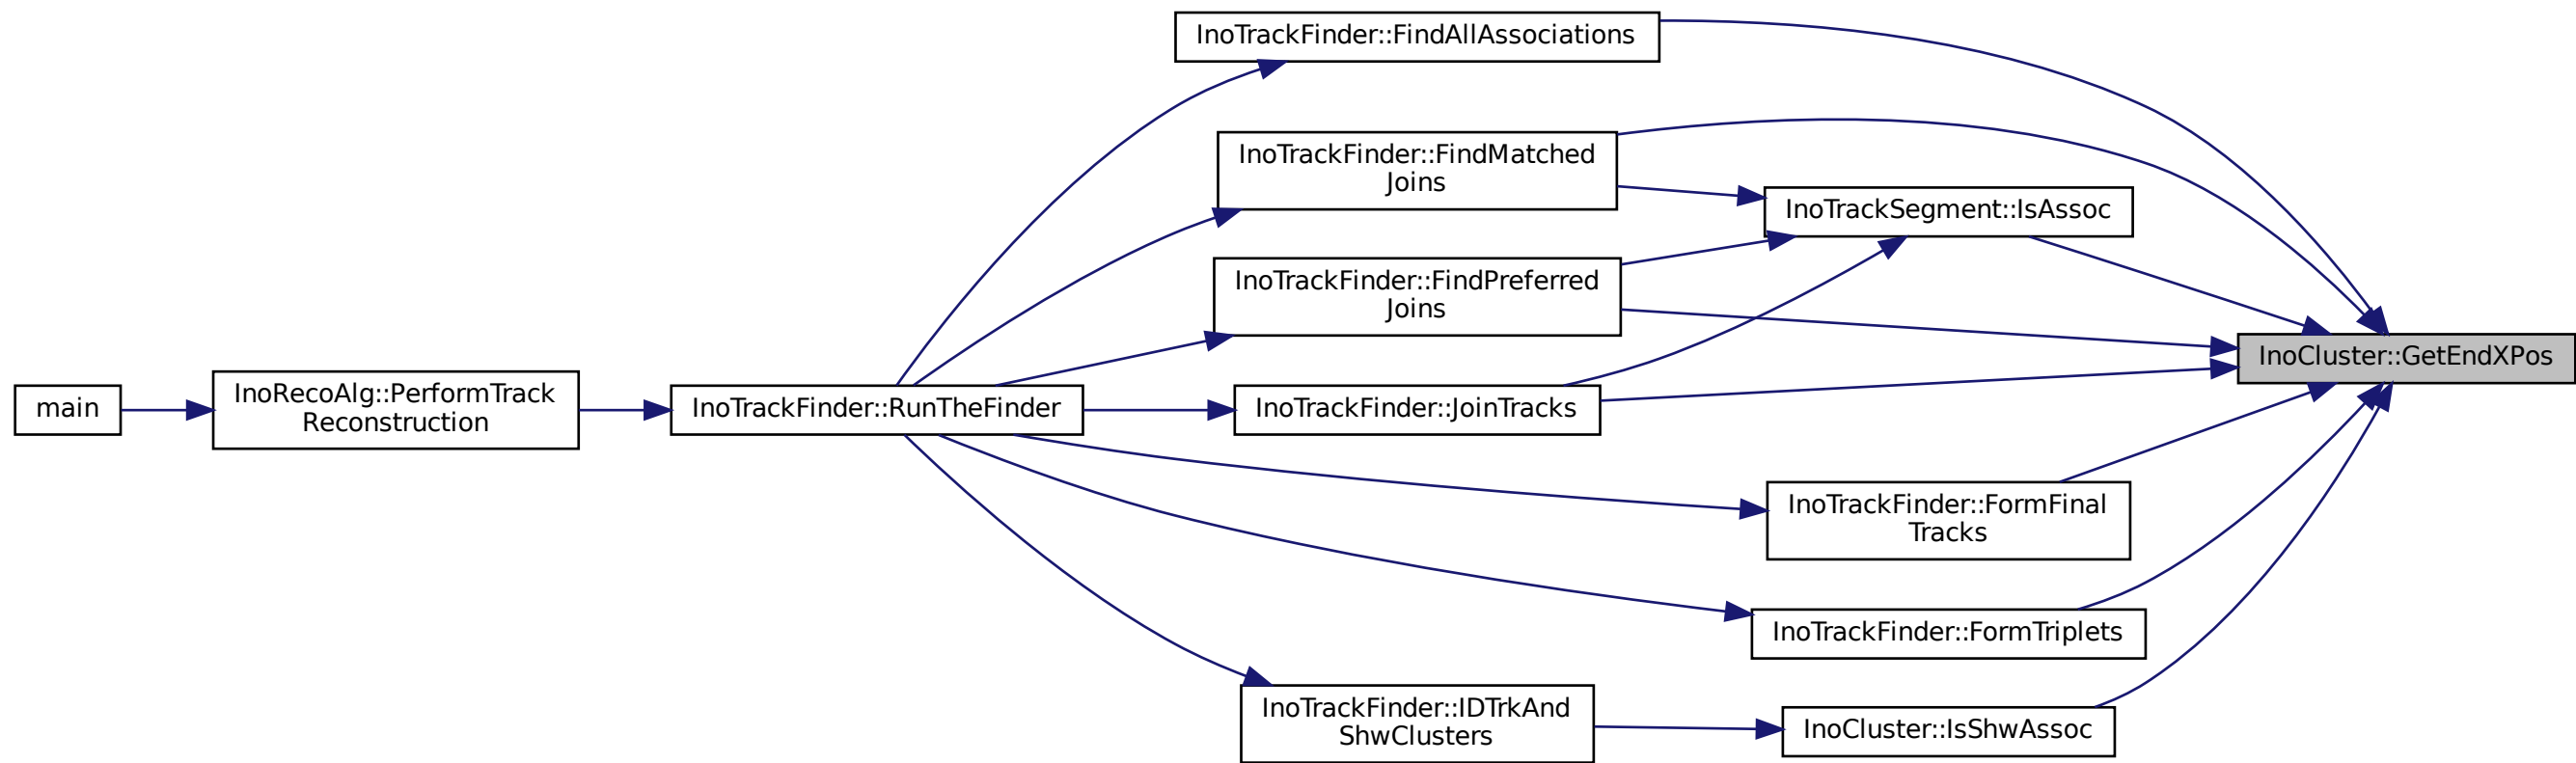 InoTrackFinder::FindAllAssociations
InoTrackFinder::FindMatched
Joins
InoTrackSegment::IsAssoc
InoTrackFinder::FindPreferred
Joins
InoCluster::GetEndXPos
main
InoRecoAlg::PerformTrack
Reconstruction
InoTrackFinder::RunTheFinder
InoTrackFinder::JoinTracks
InoTrackFinder::FormFinal
Tracks
InoTrackFinder::FormTriplets
InoTrackFinder::IDTrkAnd
ShwClusters
InoCluster::IsShwAssoc